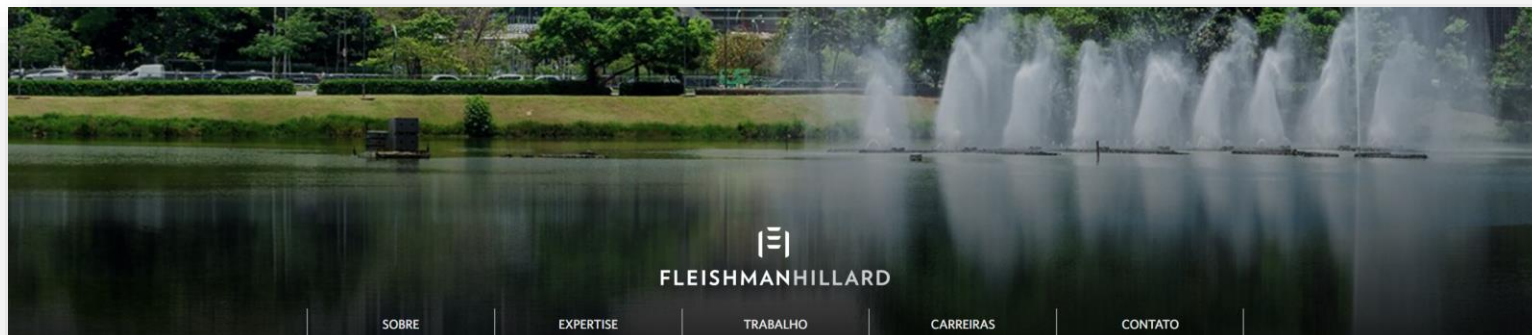 FLEISHMANHILLARD
SOBRE EXPERTISE TRABALHO CARREIRAS CONTATO